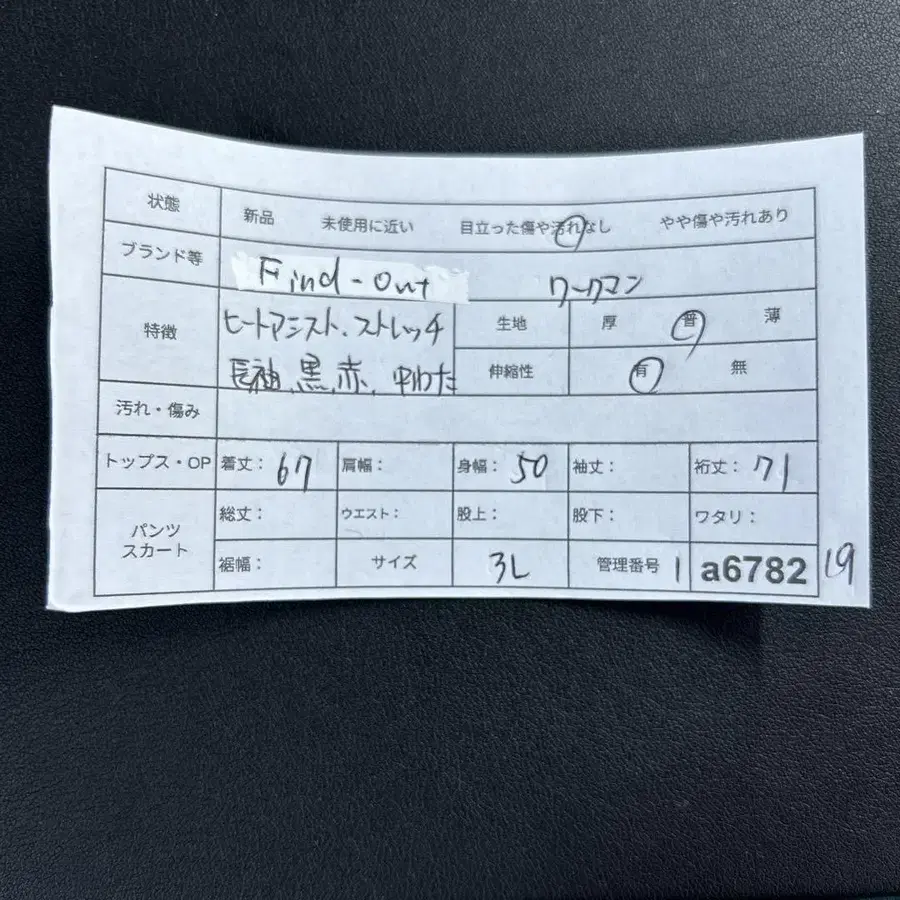 状態 新品 未使用に近い 目立った傷や汚れなし やや傷や汚れあり
ブランド等 Find-Out ワークマン
特徴 ヒートアシスト、ストレッチ 生地 厚 普 薄
長袖、黒、赤、中わた 伸縮性 有 無
汚れ・傷み
トップス・OP 着丈: 67 肩幅: 身幅: 50 袖丈: 裄丈: 71
パンツ スカート 総丈: ウエスト: 股上: 股下: ワタリ:
裾幅: サイズ 3L 管理番号 1 a6782 19